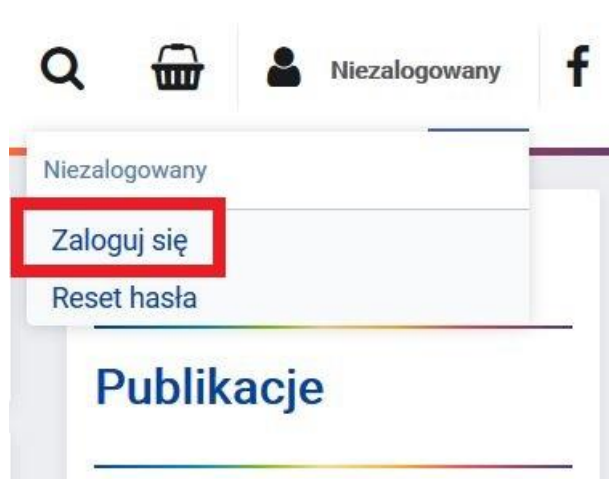 Niezalogowany
Niezalogowany
Zaloguj się
Reset hasła
Publikacje